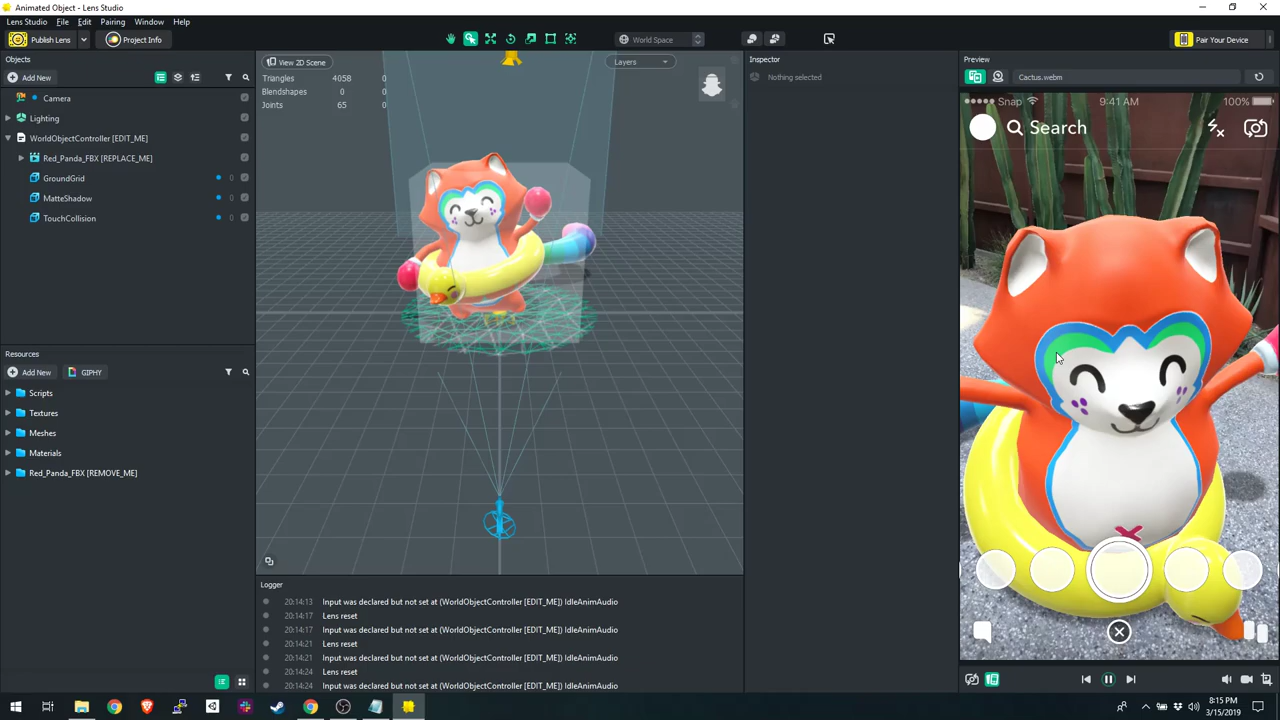 Animated Object - Lens Studio
Lens Studio File Edit Pairing Window Help
Publish Lens Project Info World Space Pair Your Device
Objects
Add New
Camera
Lighting
WorldObjectController [EDIT_ME]
Red_Panda_FBX [REPLACE_ME]
GroundGrid 0
MatteShadow 0
TouchCollision 0
Resources
Add New GIPHY
Scripts
Textures
Meshes
Materials
Red_Panda_FBX [REMOVE_ME]
View 2D Scene Layers
Triangles 4058 0
Blendshapes 0 0
Joints 65 0
Logger
20:14:13 Input was declared but not set at (WorldObjectController [EDIT_ME]) IdleAnimAudio
20:14:17 Lens reset
20:14:17 Input was declared but not set at (WorldObjectController [EDIT_ME]) IdleAnimAudio
20:14:21 Lens reset
20:14:21 Input was declared but not set at (WorldObjectController [EDIT_ME]) IdleAnimAudio
20:14:24 Lens reset
20:14:24 Input was declared but not set at (WorldObjectController [EDIT_ME]) IdleAnimAudio
Inspector
Nothing selected
Preview
Cactus.webm
Snap 9:41 AM 100%
Search
8:15 PM
3/15/2019